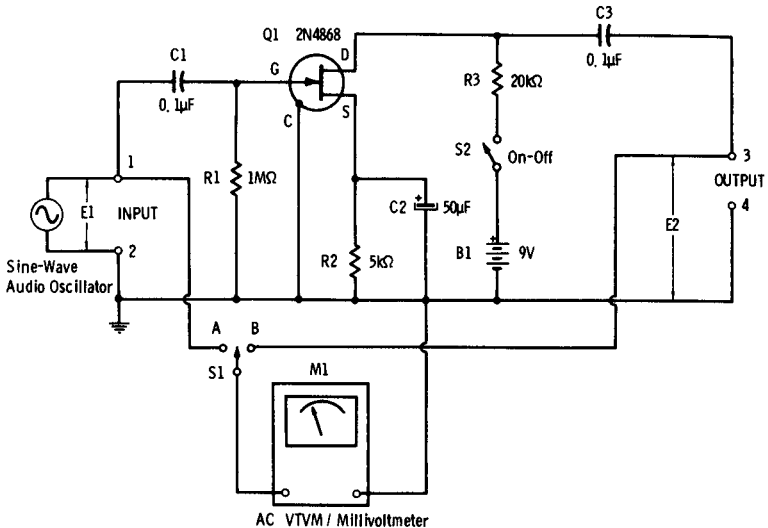 Q1 2N4868
C3
0.1μF
C1
0.1μF
G
D
S
C
R3 20kΩ
S2 On-Off
1
R1 1MΩ
E1
INPUT
2
C2 50μF
+
R2 5kΩ
+
B1 9V
3
OUTPUT
4
E2
Sine-Wave
Audio Oscillator
A B
S1
M1
AC VTVM / Millivoltmeter